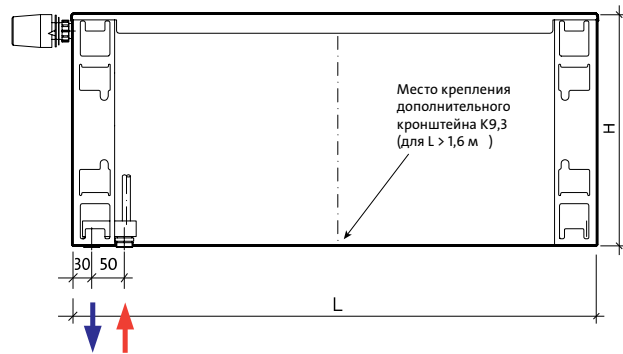 Место крепления
дополнительного
кронштейна К9,3
(для L > 1,6 м )
H
30 50
L